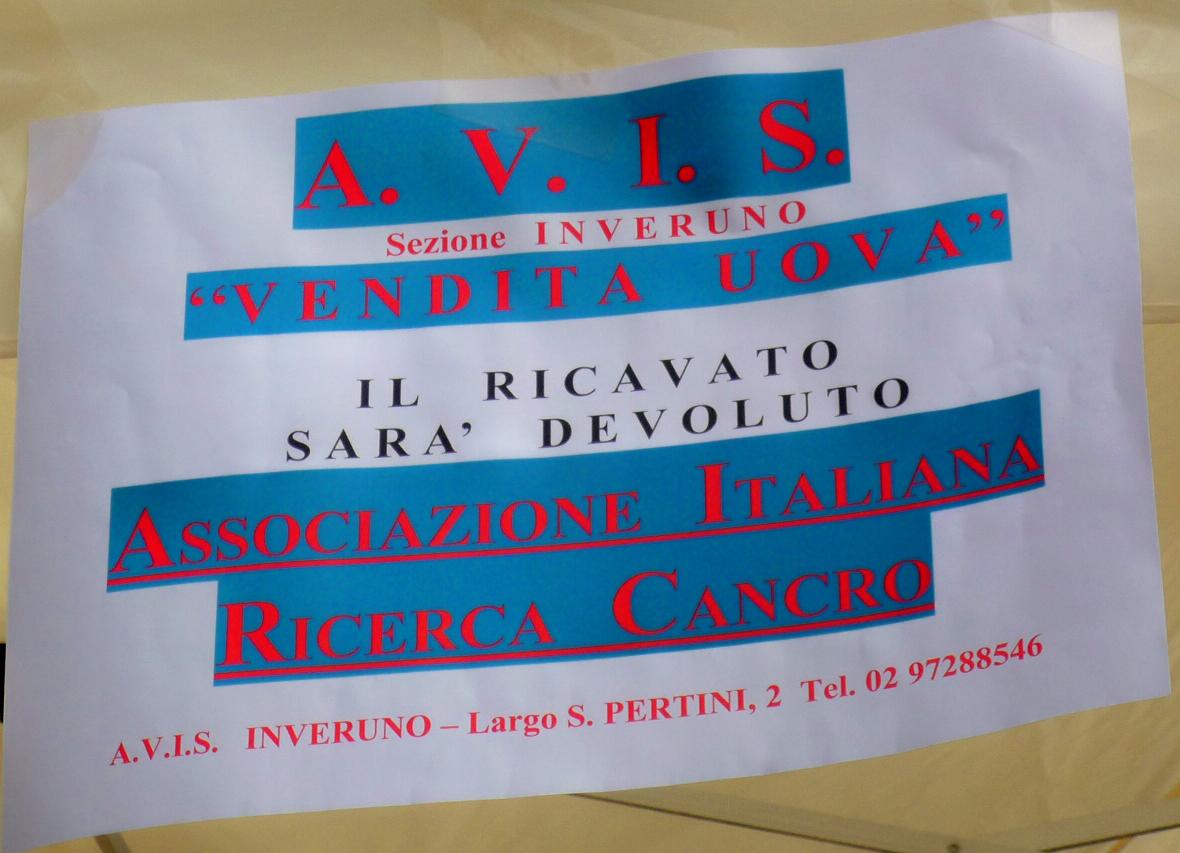 A. V. I. S.
Sezione INVERUNO
“VENDITA UOVA”
IL RICAVATO
SARA’ DEVOLUTO
ASSOCIAZIONE ITALIANA
RICERCA CANCRO
A.V.I.S. INVERUNO – Largo S. PERTINI, 2 Tel. 02 97288546